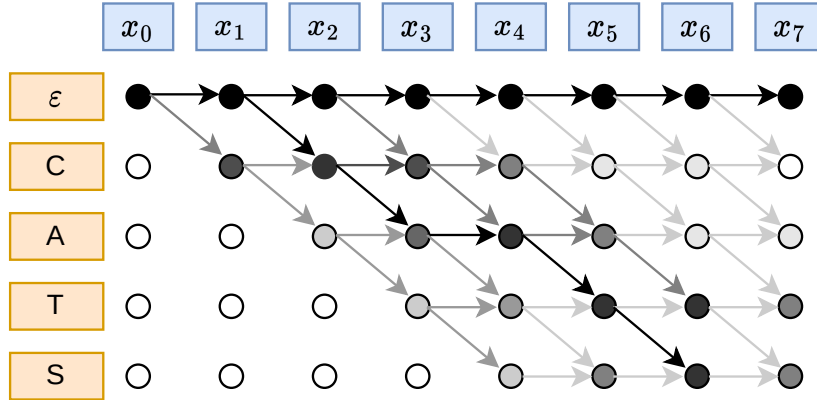 x₀ x₁ x₂ x₃ x₄ x₅ x₆ x₇
ε
C
A
T
S